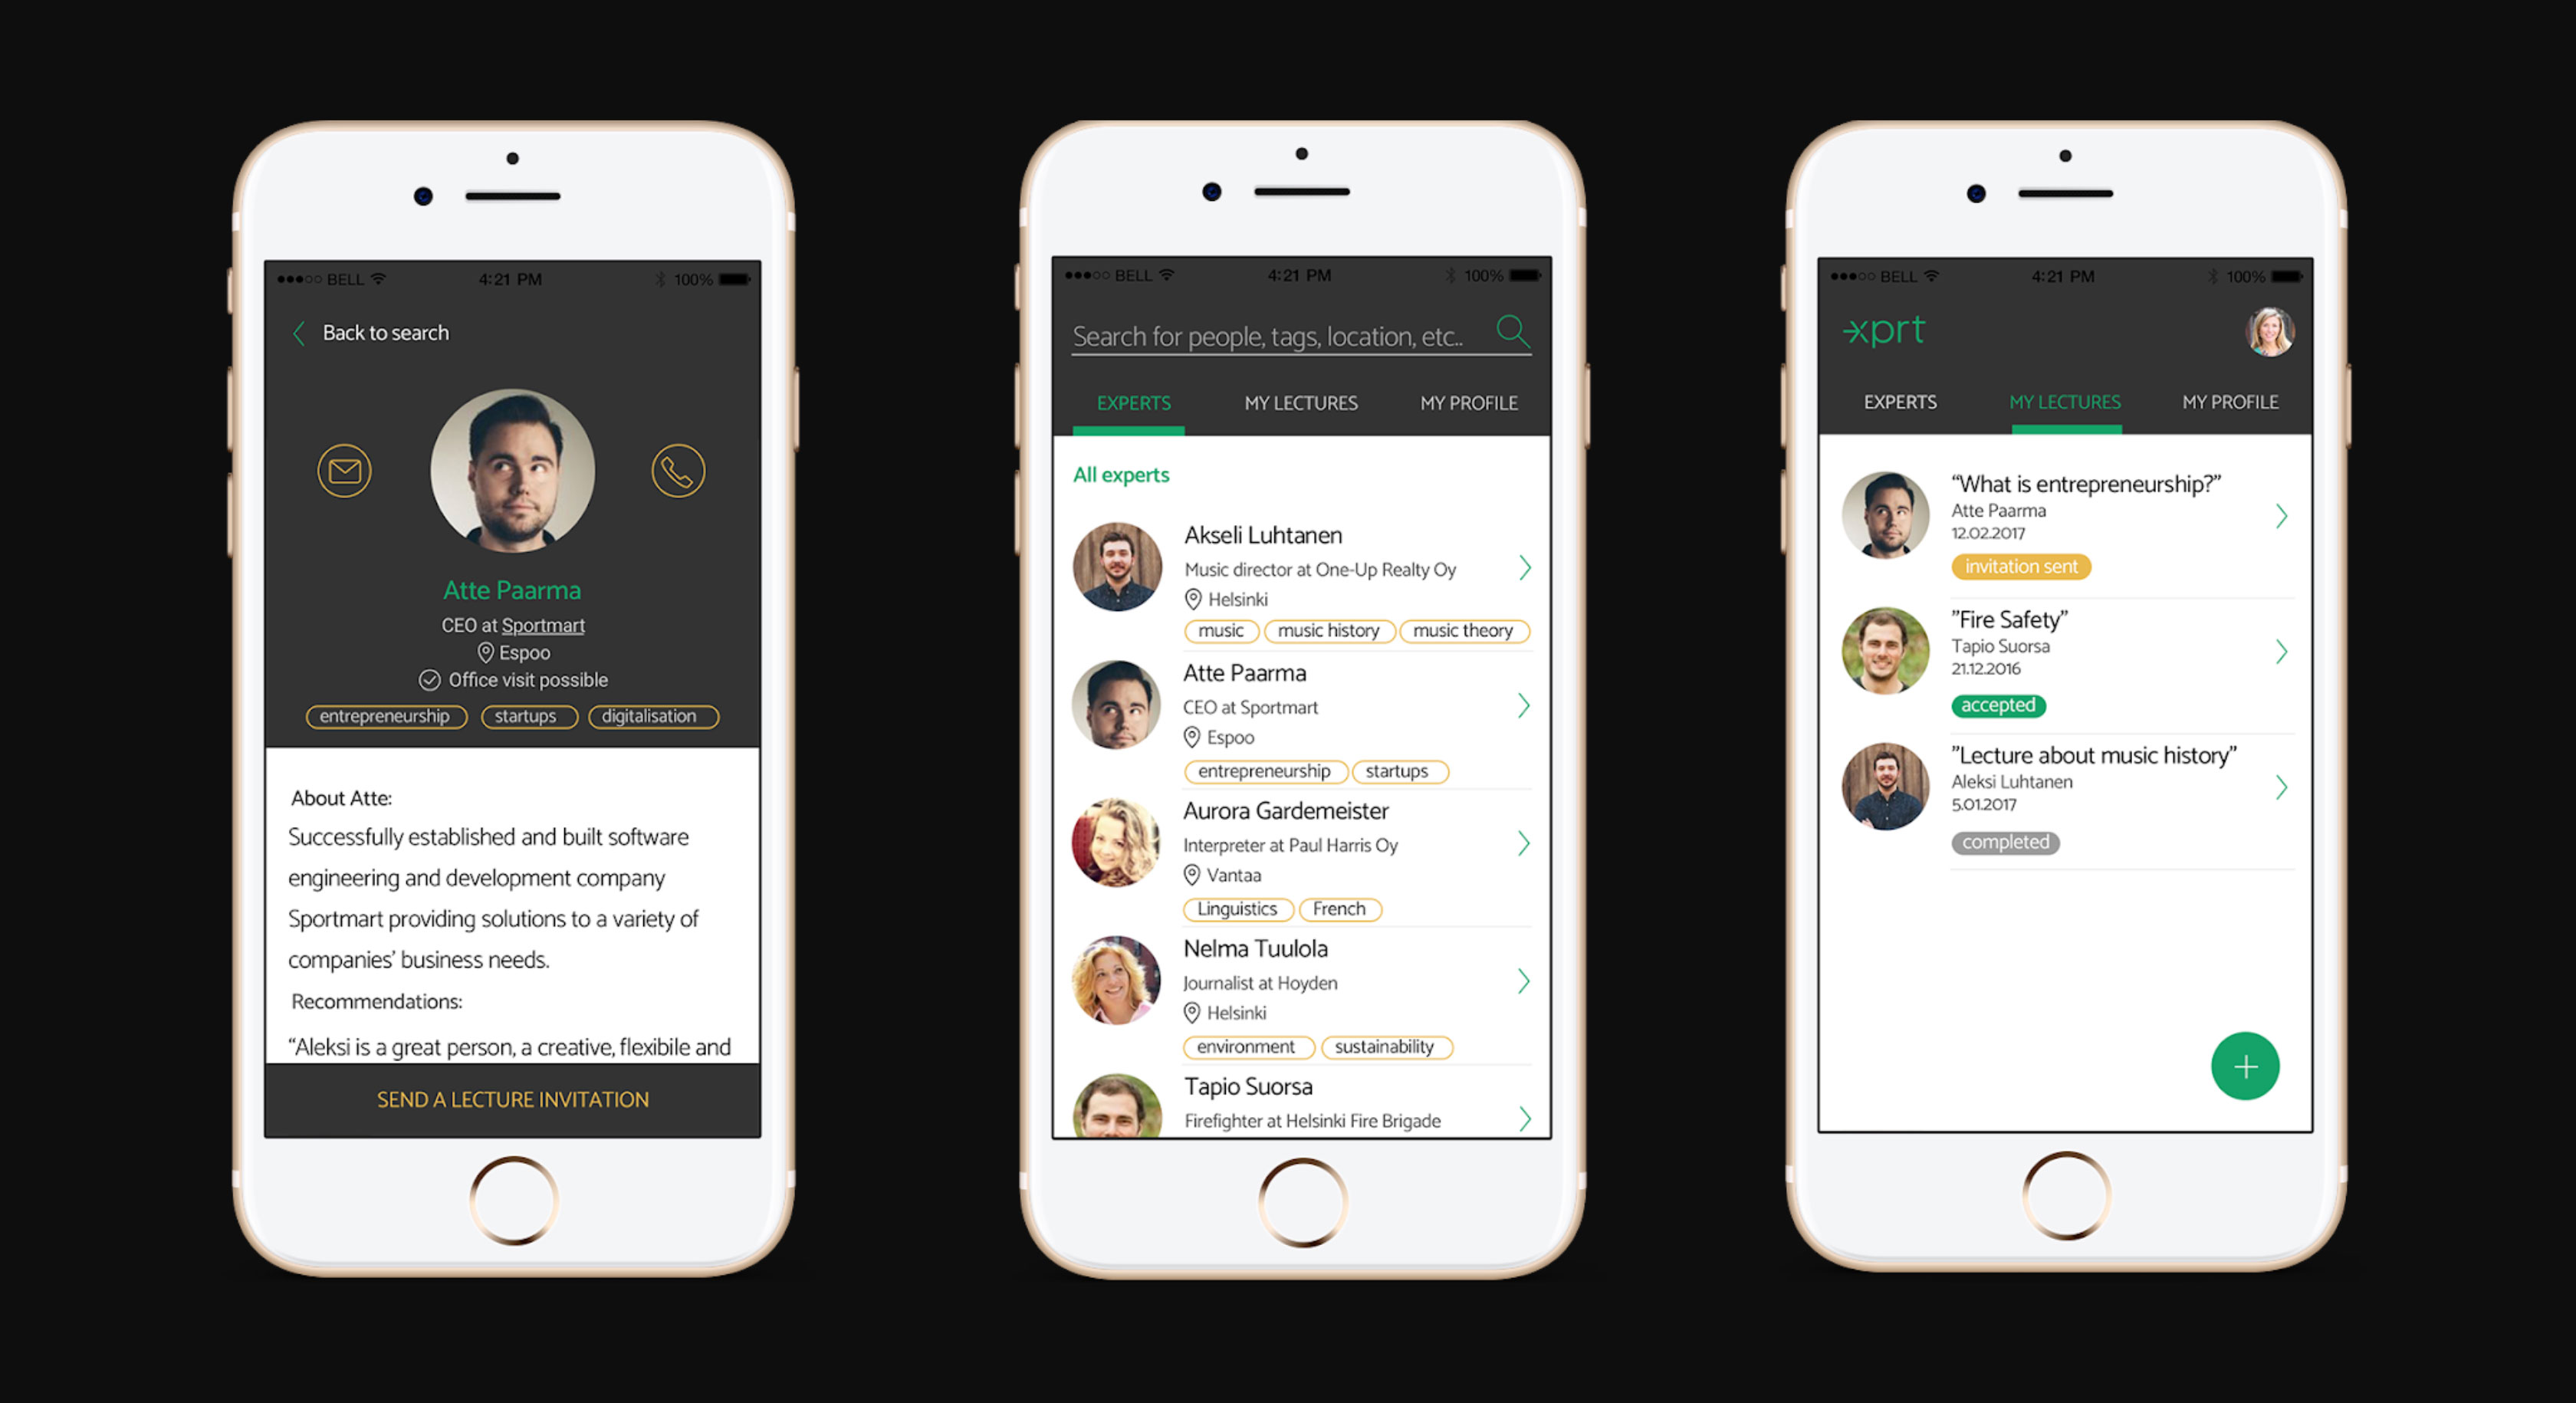 BELL
4:21 PM
100%
Back to search
Atte Paarma
CEO at Sportmart
Espoo
Office visit possible
entrepreneurship
startups
digitalisation
About Atte:
Successfully established and built software
engineering and development company
Sportmart providing solutions to a variety of
companies’ business needs.
Recommendations:
“Aleksi is a great person, a creative, flexibile and
SEND A LECTURE INVITATION
BELL
4:21 PM
100%
Search for people, tags, location, etc..
EXPERTS
MY LECTURES
MY PROFILE
All experts
Akseli Luhtanen
Music director at One-Up Realty Oy
Helsinki
music
music history
music theory
Atte Paarma
CEO at Sportmart
Espoo
entrepreneurship
startups
Aurora Gardemeister
Interpreter at Paul Harris Oy
Vantaa
Linguistics
French
Nelma Tuulola
Journalist at Hoyden
Helsinki
environment
sustainability
Tapio Suorsa
Firefighter at Helsinki Fire Brigade
BELL
4:21 PM
100%
xprt
EXPERTS
MY LECTURES
MY PROFILE
“What is entrepreneurship?”
Atte Paarma
12.02.2017
invitation sent
”Fire Safety”
Tapio Suorsa
21.12.2016
accepted
”Lecture about music history”
Aleksi Luhtanen
5.01.2017
completed
+